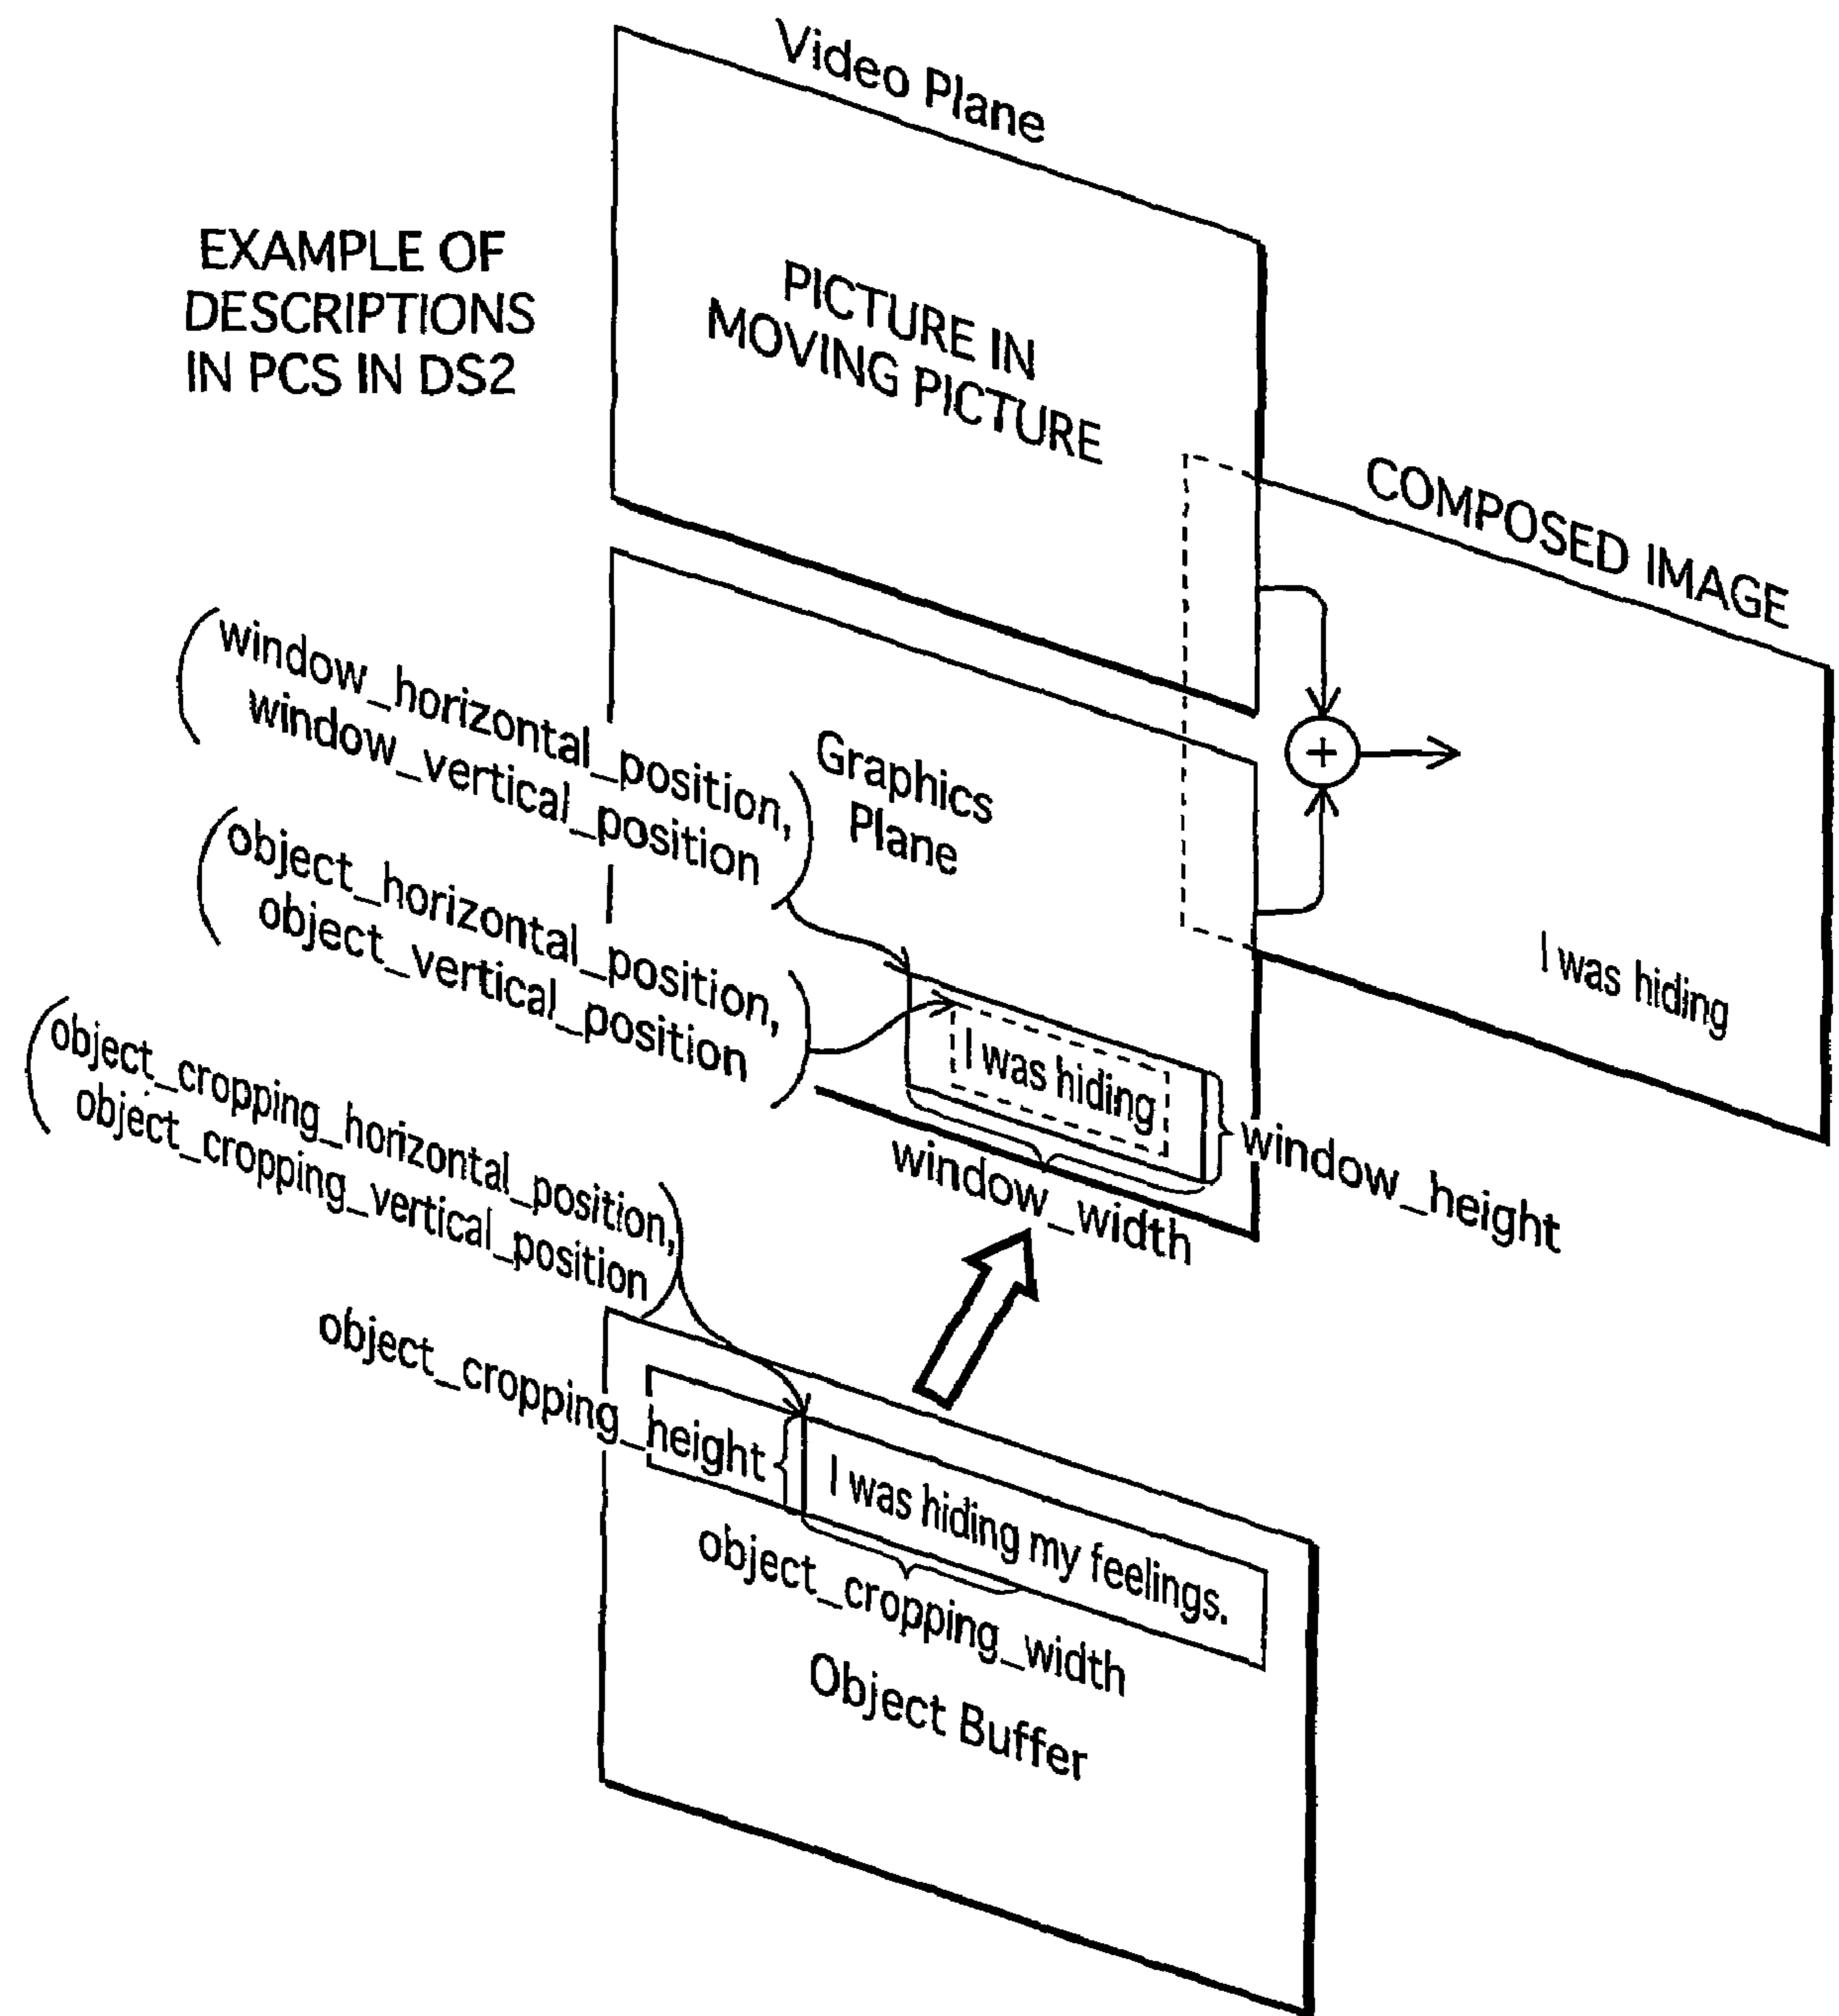 Video Plane
EXAMPLE OF
DESCRIPTIONS
IN PCS IN DS2
PICTURE IN
MOVING PICTURE
COMPOSED IMAGE
(window_horizontal_position,
window_vertical_position)
Graphics
Plane
(object_horizontal_position,
object_vertical_position)
I was hiding
I was hiding
window_height
window_width
(object_cropping_horizontal_position,
object_cropping_vertical_position)
object_cropping_height
I was hiding my feelings.
object_cropping_width
Object Buffer